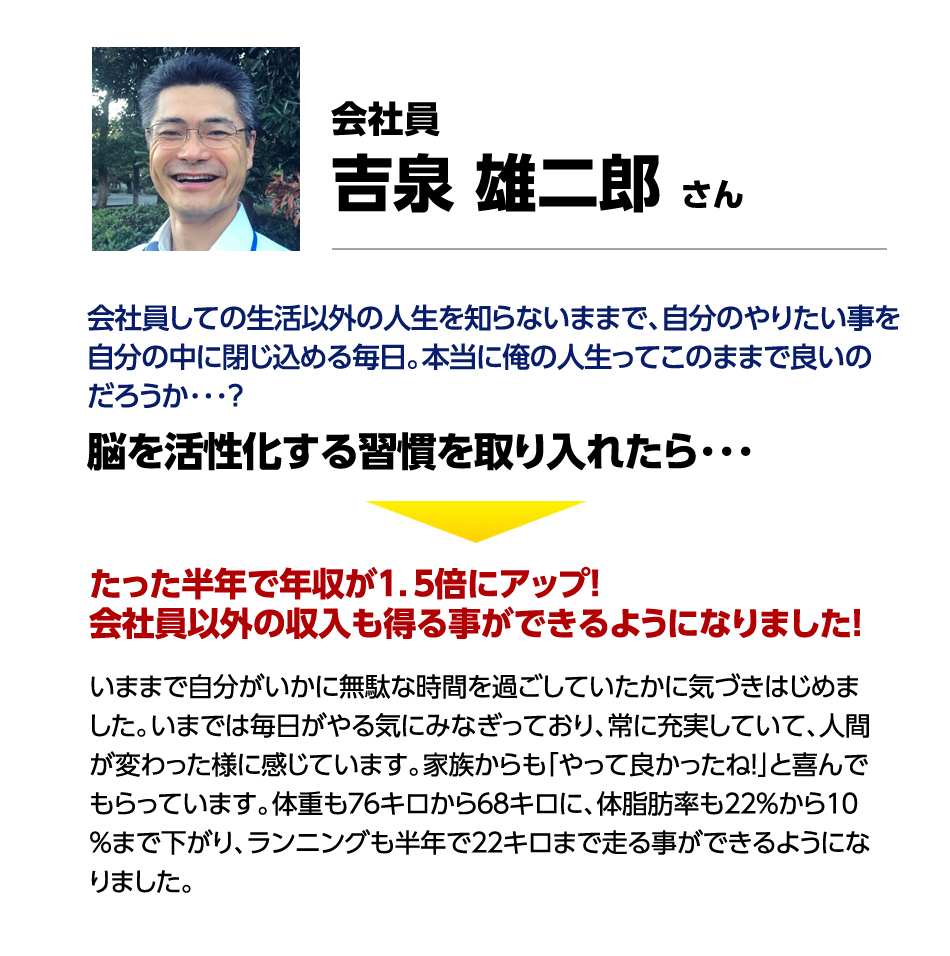 会社員
吉泉 雄二郎 さん
会社員しての生活以外の人生を知らないままで、自分のやりたい事を
自分の中に閉じ込める毎日。本当に俺の人生ってこのままで良いの
だろうか・・・?
脳を活性化する習慣を取り入れたら・・・
たった半年で年収が1.5倍にアップ!
会社員以外の収入も得る事ができるようになりました!
いままで自分がいかに無駄な時間を過ごしていたかに気づきはじめま
した。いまでは毎日がやる気にみなぎっており、常に充実していて、人間
が変わった様に感じています。家族からも「やって良かったね!」と喜んで
もらっています。体重も76キロから68キロに、体脂肪率も22%から10
%まで下がり、ランニングも半年で22キロまで走る事ができるようにな
りました。